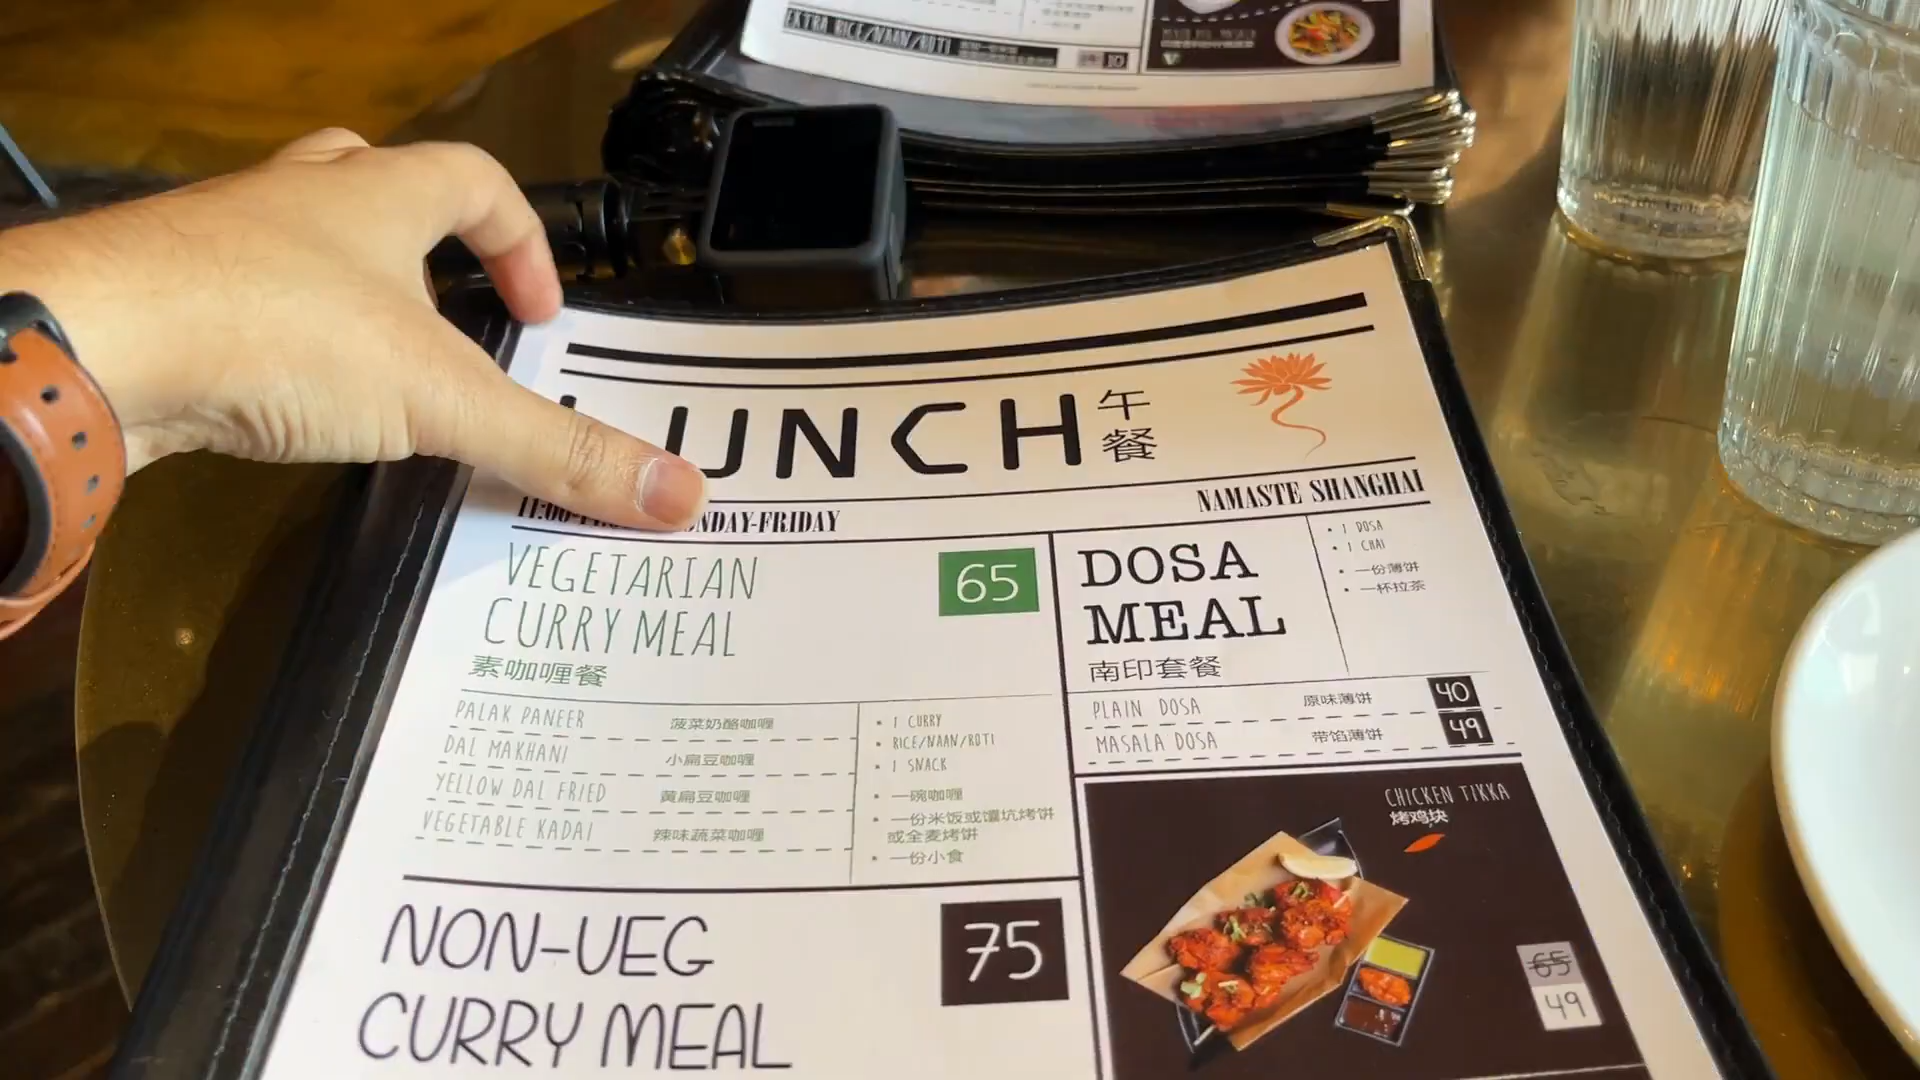 EXTRA RICE/NAAN/ROTI
10
LUNCH 午餐
NAMASTE SHANGHAI
VEGETARIAN
CURRY MEAL
65
素咖喱餐
PALAK PANEER 菠菜奶酪咖喱
DAL MAKHANI 小扁豆咖喱
YELLOW DAL FRIED 黄扁豆咖喱
VEGETABLE KADAI 辣味蔬菜咖喱
• 1 CURRY
• RICE/NAAN/ROTI
• 1 SNACK
• 一碗咖喱
• 一份米饭或馕坑烤饼
或全麦烤饼
• 一份小食
NON-VEG
CURRY MEAL
75
DOSA
MEAL
南印套餐
• 1 DOSA
• 1 CHAI
• 一份薄饼
• 一杯拉茶
PLAIN DOSA 原味薄饼 40
MASALA DOSA 带馅薄饼 49
CHICKEN TIKKA
烤鸡块
65
49